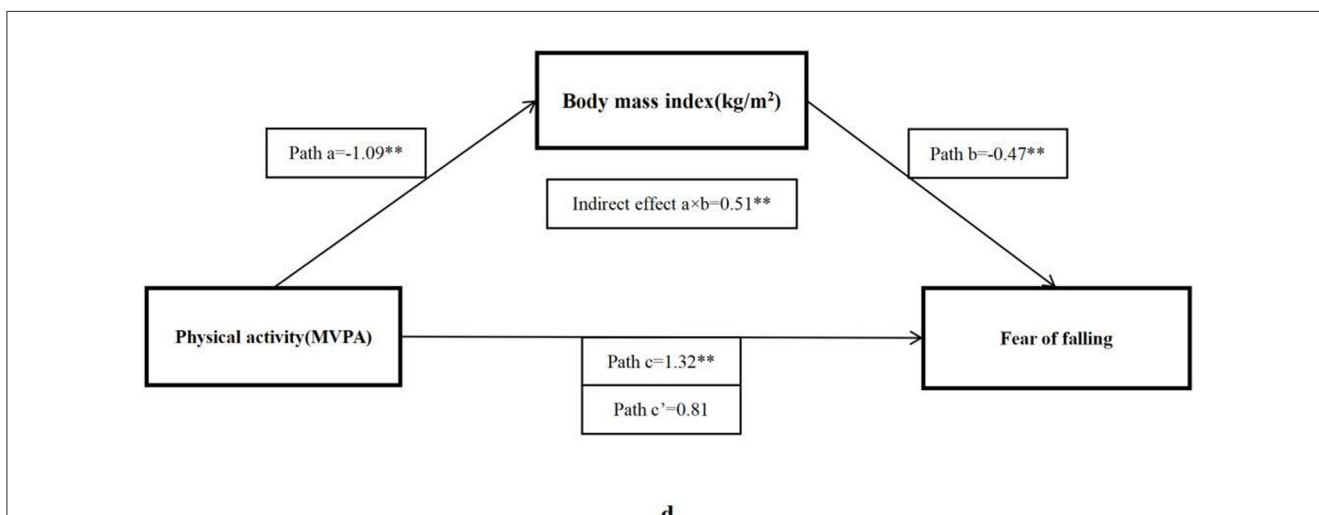 Body mass index(kg/m²)
Path a=-1.09**
Path b=-0.47**
Indirect effect a×b=0.51**
Physical activity(MVPA)
Fear of falling
Path c=1.32**
Path c’=0.81
d